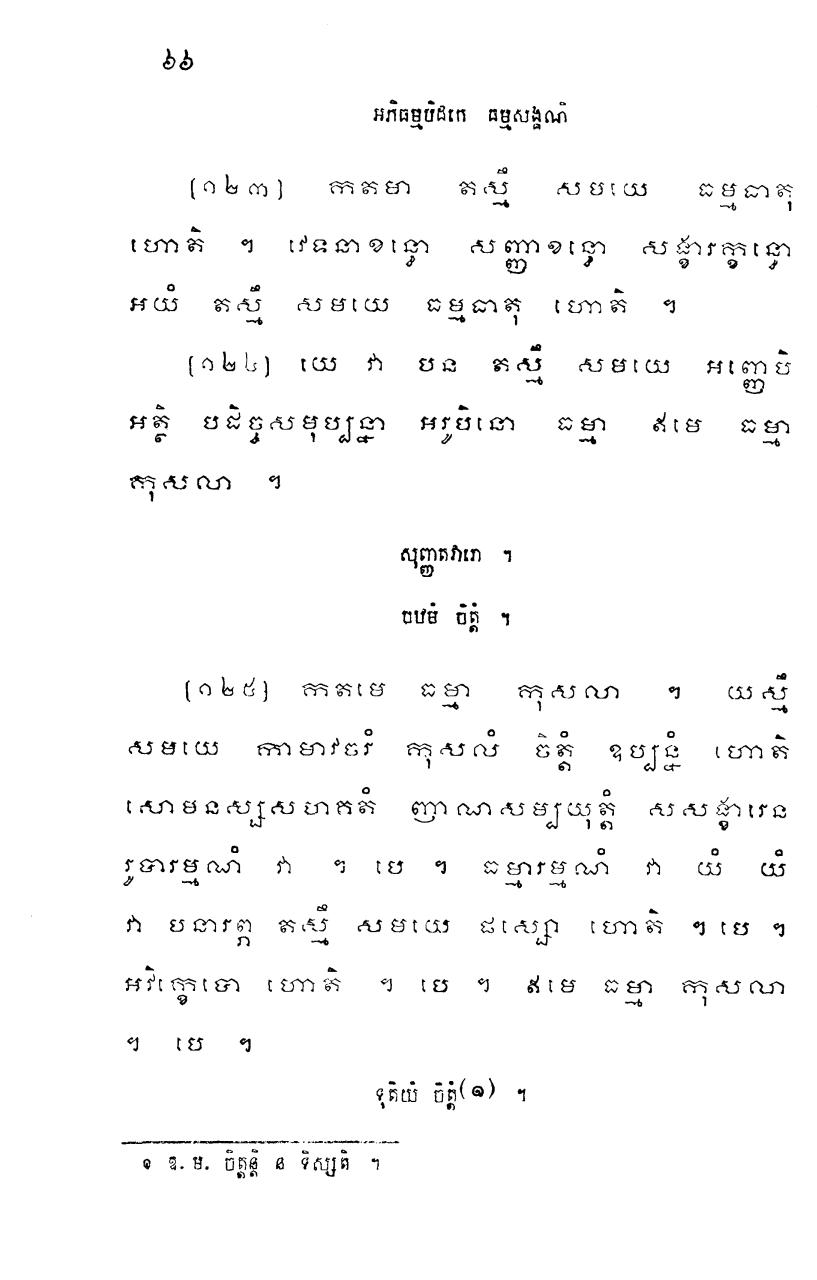 ៦៦
អភិធម្មបិដកេ ធម្មសង្គណី
[១២៣] កតមា តស្មឹ សមយេ ធម្មធាតុ
ហោតិ ។ វេទនាខន្ធោ សញ្ញាខន្ធោ សង្ខារក្ខន្ធោ
អយំ តស្មឹ សមយេ ធម្មធាតុ ហោតិ ។
[១២៤] យេ វា បន តស្មឹ សមយេ អញ្ញេបិ
អត្ថិ បដិច្ចសមុប្បន្នា អរូបិនោ ធម្មា ឥមេ ធម្មា
កុសលា ។
សុញ្ញតវារោ ។
បឋមំ ចិត្តំ ។
[១២៥] កតមេ ធម្មា កុសលា ។ យស្មឹ
សមយេ កាមាវចរំ កុសលំ ចិត្តំ ឧប្បន្នំ ហោតិ
សោមនស្សសហគតំ ញាណសម្បយុត្តំ សសង្ខារេន
រូបារម្មណំ វា ។ បេ ។ ធម្មារម្មណំ វា យំ យំ
វា បនារព្ភ តស្មឹ សមយេ ផស្សោ ហោតិ ។ បេ ។
អវិក្ខេបោ ហោតិ ។ បេ ។ ឥមេ ធម្មា កុសលា
។ បេ ។
ទុតិយំ ចិត្តំ(១) ។
១ ឱ. ម. ចិត្តន្តិ ន ទិស្សតិ ។